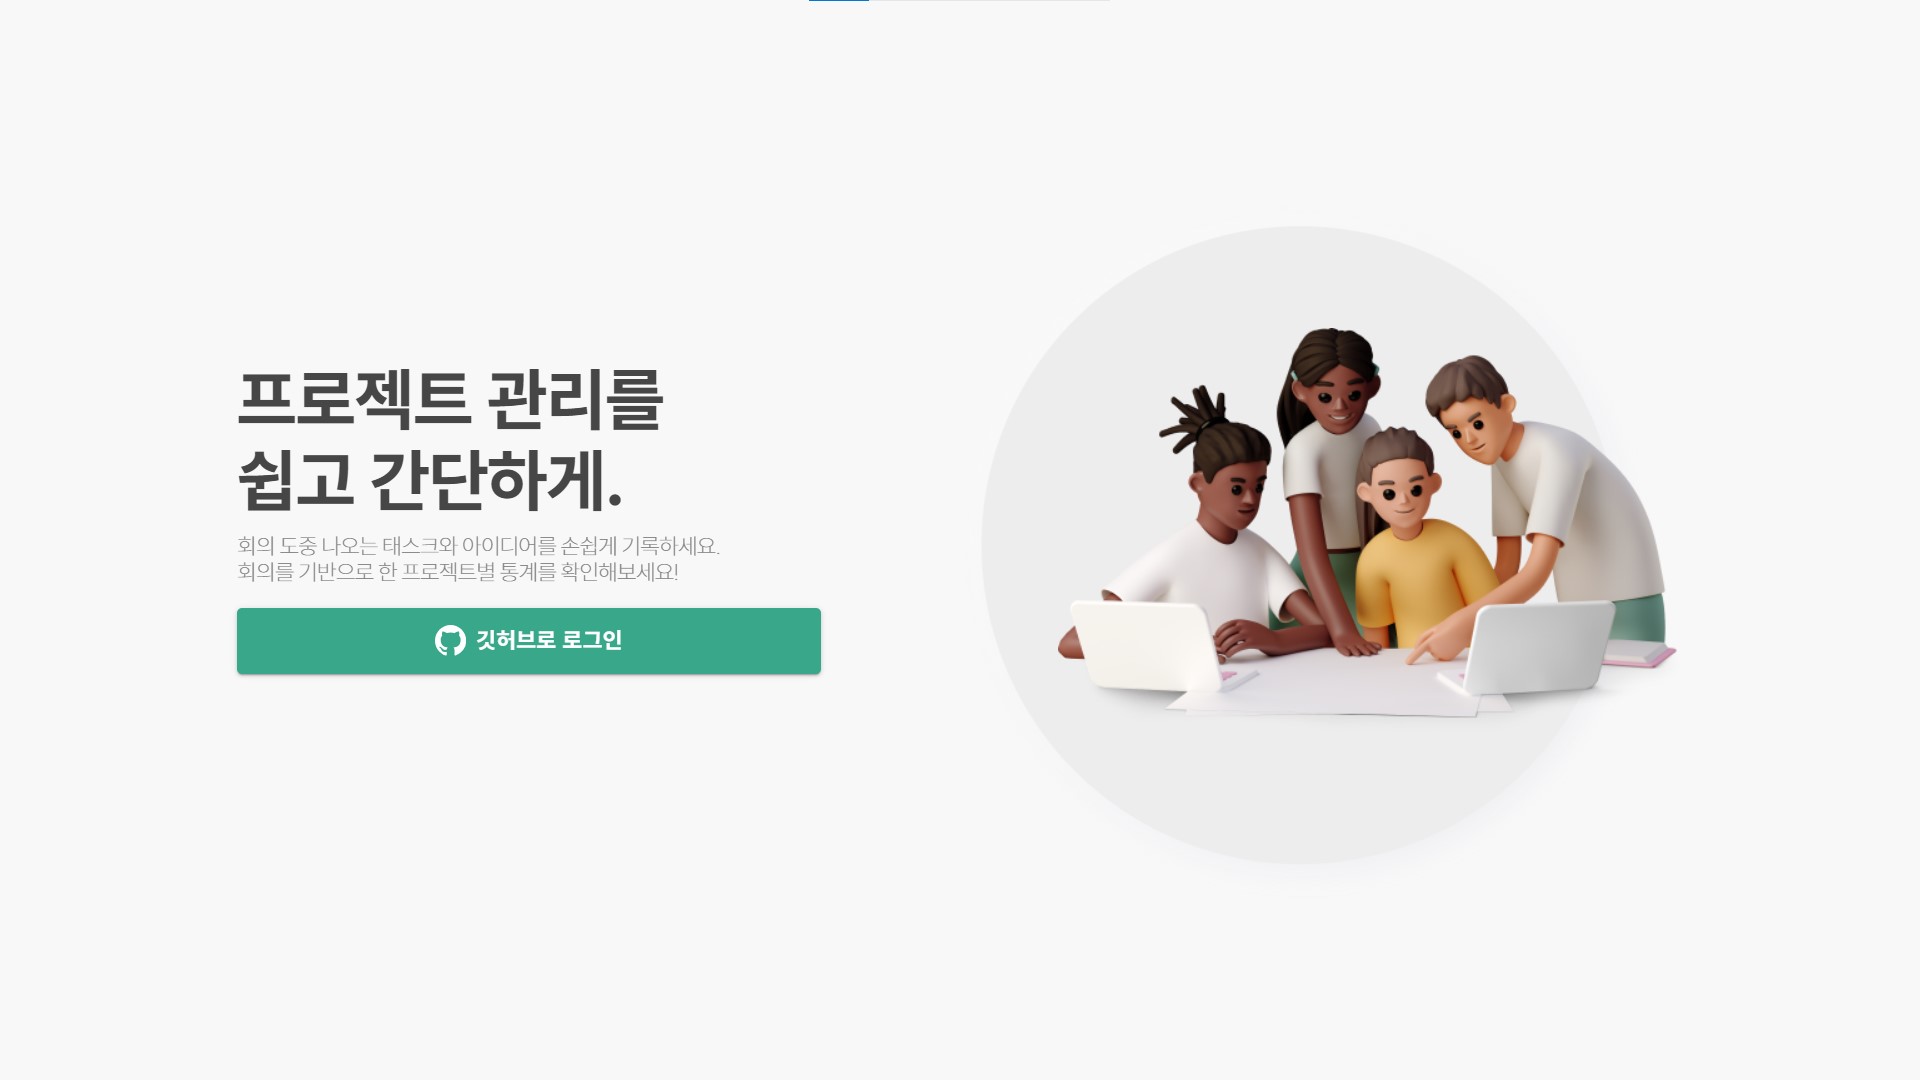 프로젝트 관리를
쉽고 간단하게.
회의 도중 나오는 태스크와 아이디어를 손쉽게 기록하세요.
회의를 기반으로 한 프로젝트별 통계를 확인해보세요!
깃허브로 로그인